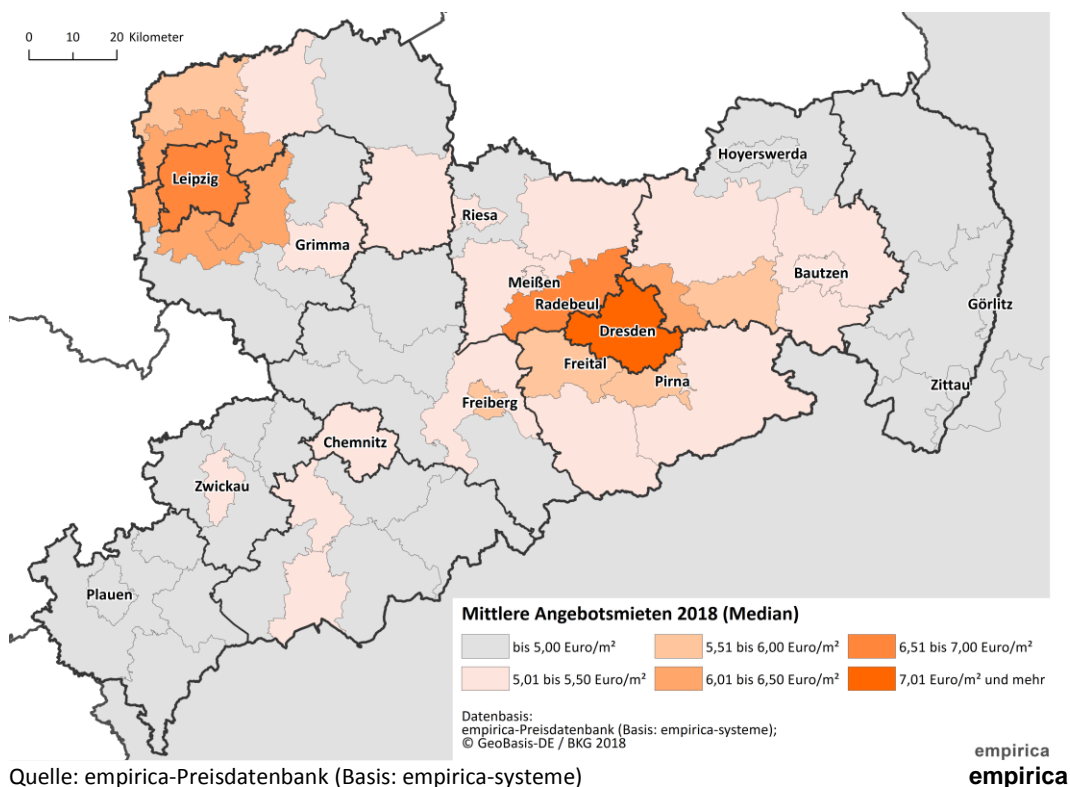 0 10 20 Kilometer
Hoyerswerda
Leipzig
Riesa
Grimma
Bautzen
Meißen
Radebeul
Görlitz
Dresden
Freital
Pirna
Zittau
Freiberg
Chemnitz
Zwickau
Plauen
Mittlere Angebotsmieten 2018 (Median)
bis 5,00 Euro/m² 5,51 bis 6,00 Euro/m² 6,51 bis 7,00 Euro/m²
5,01 bis 5,50 Euro/m² 6,01 bis 6,50 Euro/m² 7,01 Euro/m² und mehr
Datenbasis:
empirica-Preisdatenbank (Basis: empirica-systeme);
© GeoBasis-DE / BKG 2018
empirica
Quelle: empirica-Preisdatenbank (Basis: empirica-systeme) empirica